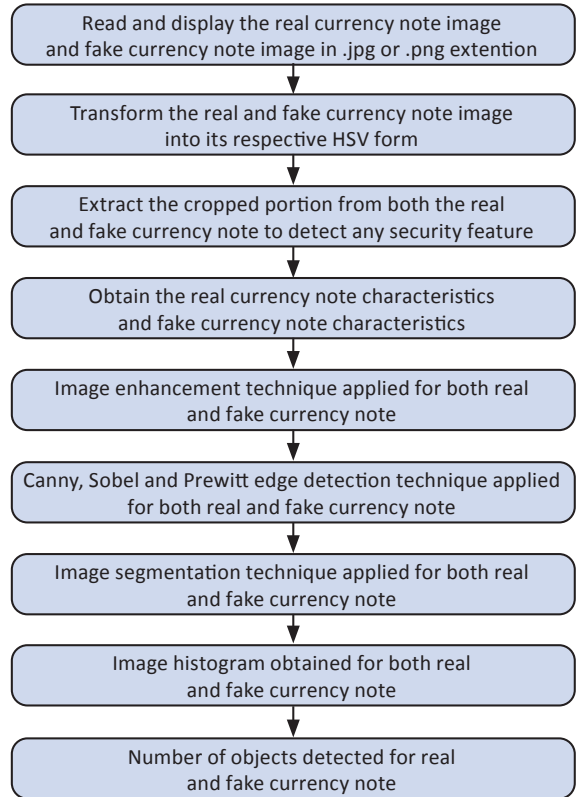 Read and display the real currency note image
and fake currency note image in .jpg or .png extention
Transform the real and fake currency note image
into its respective HSV form
Extract the cropped portion from both the real
and fake currency note to detect any security feature
Obtain the real currency note characteristics
and fake currency note characteristics
Image enhancement technique applied for both real
and fake currency note
Canny, Sobel and Prewitt edge detection technique applied
for both real and fake currency note
Image segmentation technique applied for both real
and fake currency note
Image histogram obtained for both real
and fake currency note
Number of objects detected for real
and fake currency note